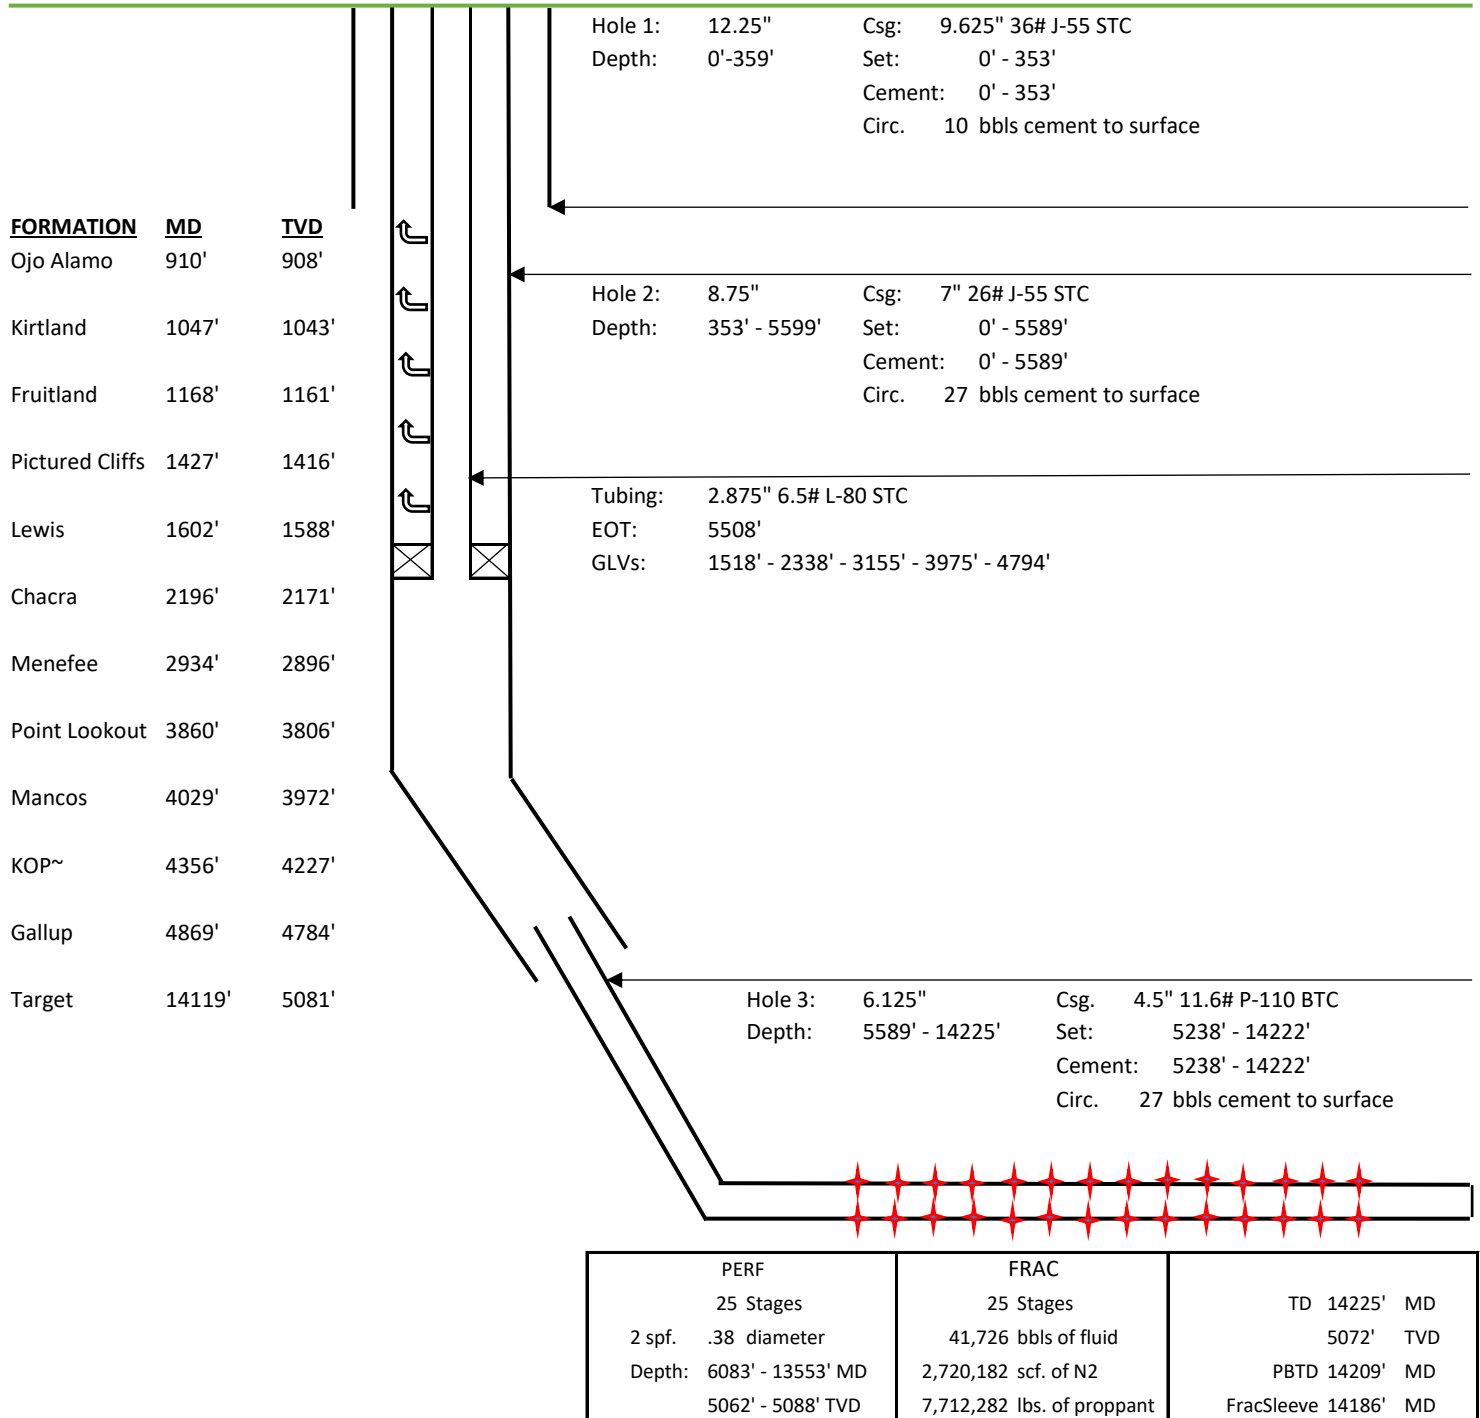 Hole 1: 12.25" Csg: 9.625" 36# J-55 STC
Depth: 0'-359' Set: 0' - 353'
Cement: 0' - 353'
Circ. 10 bbls cement to surface
FORMATION MD TVD
Ojo Alamo 910' 908'
Kirtland 1047' 1043'
Fruitland 1168' 1161'
Pictured Cliffs 1427' 1416'
Lewis 1602' 1588'
Chacra 2196' 2171'
Menefee 2934' 2896'
Point Lookout 3860' 3806'
Mancos 4029' 3972'
KOP~ 4356' 4227'
Gallup 4869' 4784'
Target 14119' 5081'
Hole 2: 8.75" Csg: 7" 26# J-55 STC
Depth: 353' - 5599' Set: 0' - 5589'
Cement: 0' - 5589'
Circ. 27 bbls cement to surface
Tubing: 2.875" 6.5# L-80 STC
EOT: 5508'
GLVs: 1518' - 2338' - 3155' - 3975' - 4794'
Hole 3: 6.125" Csg. 4.5" 11.6# P-110 BTC
Depth: 5589' - 14225' Set: 5238' - 14222'
Cement: 5238' - 14222'
Circ. 27 bbls cement to surface
PERF
25 Stages
2 spf. .38 diameter
Depth: 6083' - 13553' MD
5062' - 5088' TVD
FRAC
25 Stages
41,726 bbls of fluid
2,720,182 scf. of N2
7,712,282 lbs. of proppant
TD 14225' MD
5072' TVD
PBTD 14209' MD
FracSleeve 14186' MD